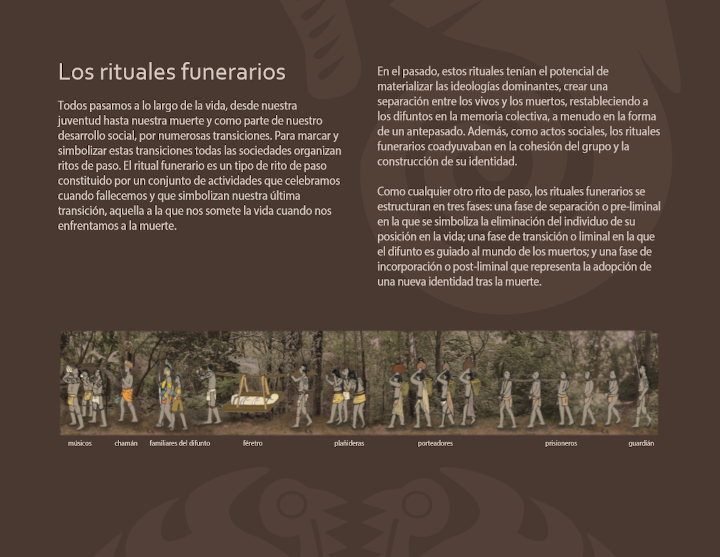 Los rituales funerarios
Todos pasamos a lo largo de la vida, desde nuestra
juventud hasta nuestra muerte y como parte de nuestro
desarrollo social, por numerosas transiciones. Para marcar y
simbolizar estas transiciones todas las sociedades organizan
ritos de paso. El ritual funerario es un tipo de rito de paso
constituido por un conjunto de actividades que celebramos
cuando fallecemos y que simbolizan nuestra última
transición, aquella a la que nos somete la vida cuando nos
enfrentamos a la muerte.
En el pasado, estos rituales tenían el potencial de
materializar las ideologías dominantes, crear una
separación entre los vivos y los muertos, restableciendo a
los difuntos en la memoria colectiva, a menudo en la forma
de un antepasado. Además, como actos sociales, los rituales
funerarios coadyuvaban en la cohesión del grupo y la
construcción de su identidad.
Como cualquier otro rito de paso, los rituales funerarios se
estructuran en tres fases: una fase de separación o pre-liminal
en la que se simboliza la eliminación del individuo de su
posición en la vida; una fase de transición o liminal en la que
el difunto es guiado al mundo de los muertos; y una fase de
incorporación o post-liminal que representa la adopción de
una nueva identidad tras la muerte.
músicos chamán familiares del difunto féretro plañideras porteadores prisioneros guardián